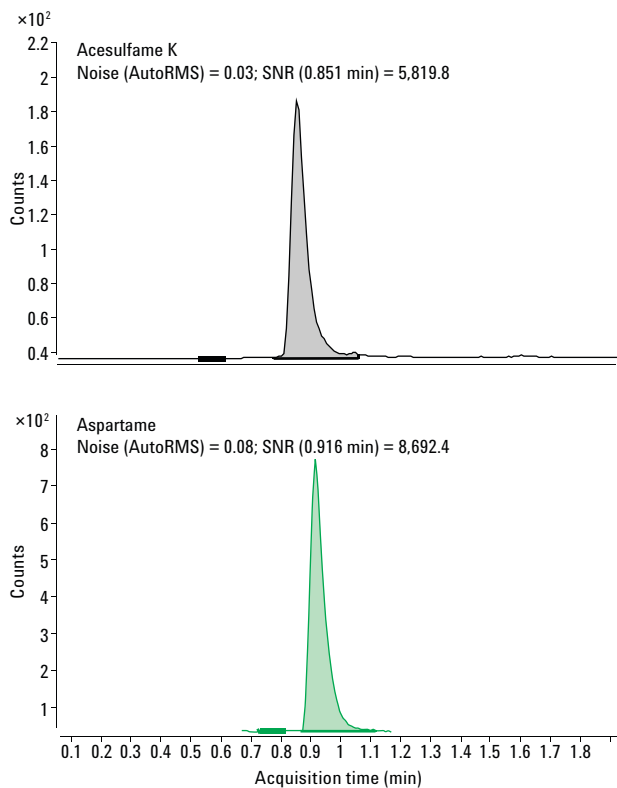 ×10²
2.2
Acesulfame K
Noise (AutoRMS) = 0.03; SNR (0.851 min) = 5,819.8
2
1.8
1.6
1.4
1.2
1
0.8
0.6
0.4
Counts
×10²
Aspartame
Noise (AutoRMS) = 0.08; SNR (0.916 min) = 8,692.4
8
7
6
5
4
3
2
1
Counts
0.1 0.2 0.3 0.4 0.5 0.6 0.7 0.8 0.9 1 1.1 1.2 1.3 1.4 1.5 1.6 1.7 1.8
Acquisition time (min)